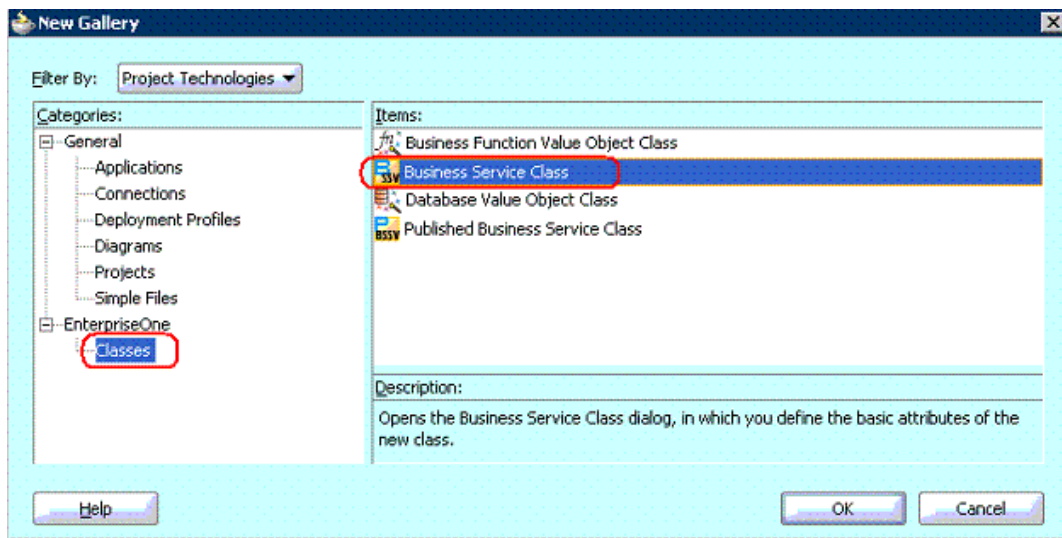 New Gallery
Filter By: Project Technologies
Categories:
General
Applications
Connections
Deployment Profiles
Diagrams
Projects
Simple Files
EnterpriseOne
Classes
Items:
Business Function Value Object Class
Business Service Class
Database Value Object Class
Published Business Service Class
Description:
Opens the Business Service Class dialog, in which you define the basic attributes of the
new class.
Help
OK
Cancel